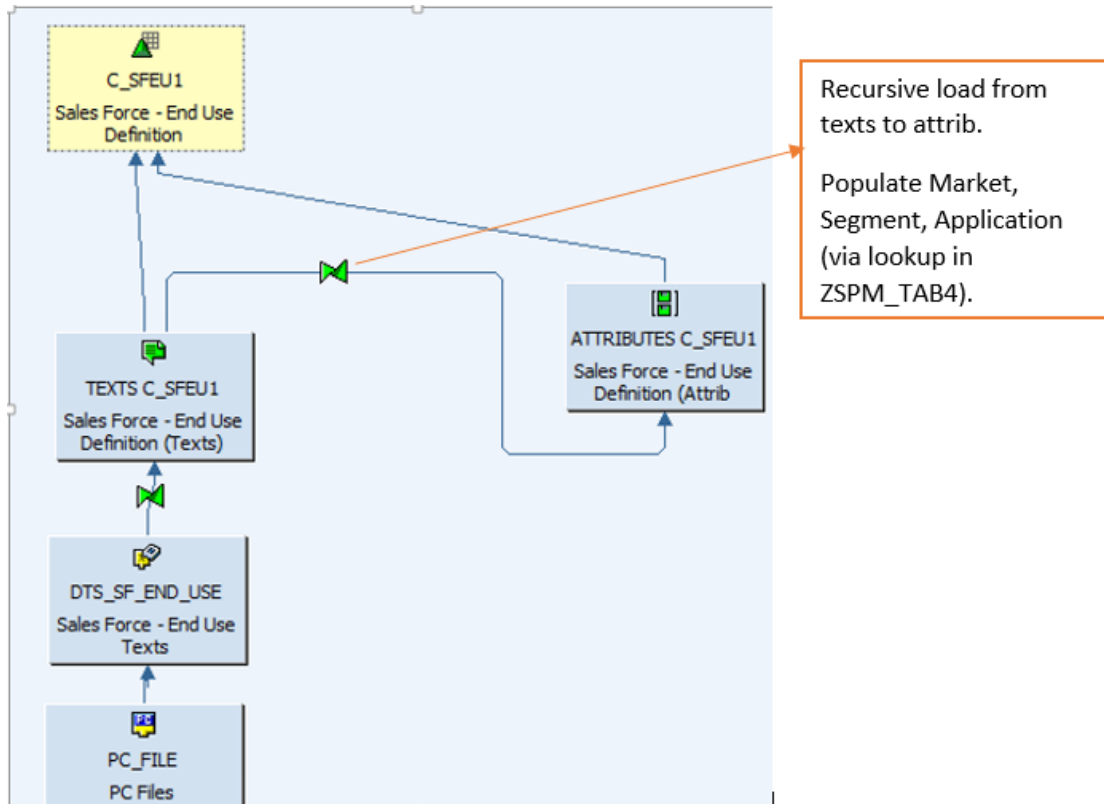 C_SFEU1
Sales Force - End Use
Definition
Recursive load from
texts to attrib.
Populate Market,
Segment, Application
(via lookup in
ZSPM_TAB4).
ATTRIBUTES C_SFEU1
Sales Force - End Use
Definition (Attrib
TEXTS C_SFEU1
Sales Force - End Use
Definition (Texts)
DTS_SF_END_USE
Sales Force - End Use
Texts
PC
PC_FILE
PC Files